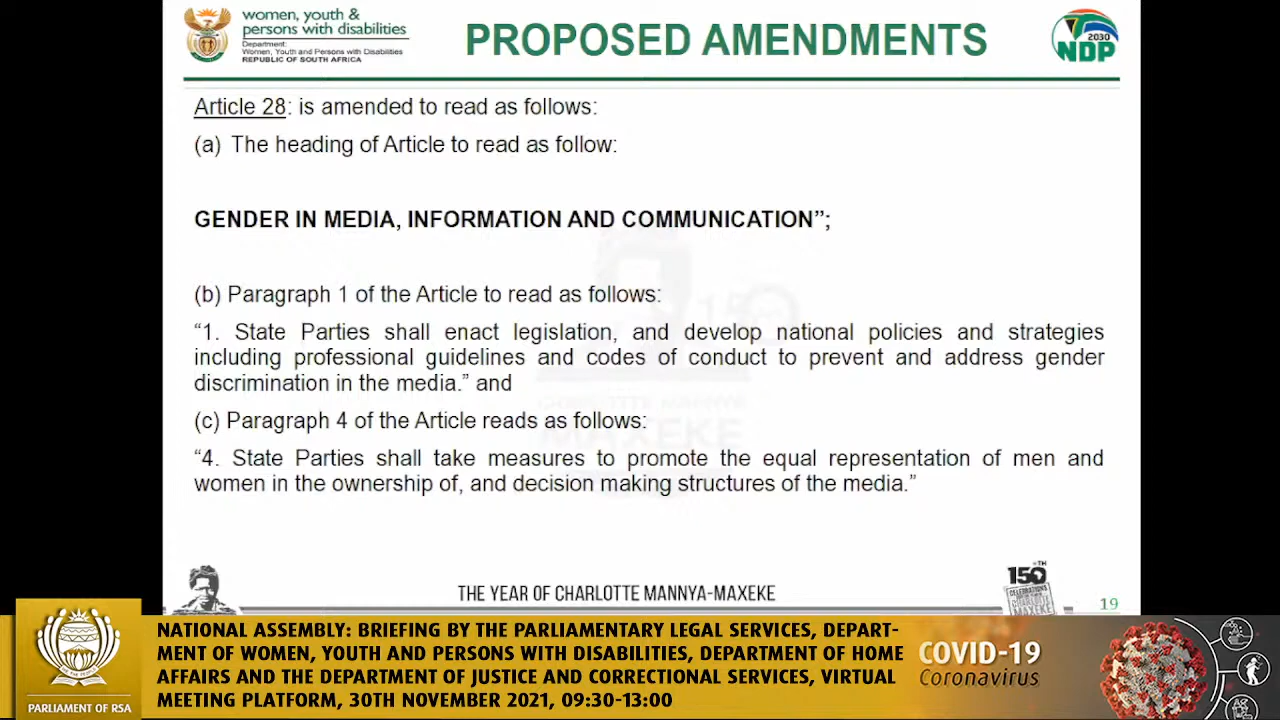 women, youth &
persons with disabilities
Department:
Women, Youth and Persons with Disabilities
REPUBLIC OF SOUTH AFRICA
PROPOSED AMENDMENTS
2030
NDP
Article 28: is amended to read as follows:
(a) The heading of Article to read as follow:
GENDER IN MEDIA, INFORMATION AND COMMUNICATION”;
(b) Paragraph 1 of the Article to read as follows:
“1. State Parties shall enact legislation, and develop national policies and strategies
including professional guidelines and codes of conduct to prevent and address gender
discrimination in the media.” and
(c) Paragraph 4 of the Article reads as follows:
“4. State Parties shall take measures to promote the equal representation of men and
women in the ownership of, and decision making structures of the media.”
MAXEKE
THE YEAR OF CHARLOTTE MANNYA-MAXEKE
150TH
19
PARLIAMENT OF RSA
NATIONAL ASSEMBLY: BRIEFING BY THE PARLIAMENTARY LEGAL SERVICES, DEPART-
MENT OF WOMEN, YOUTH AND PERSONS WITH DISABILITIES, DEPARTMENT OF HOME
AFFAIRS AND THE DEPARTMENT OF JUSTICE AND CORRECTIONAL SERVICES, VIRTUAL
MEETING PLATFORM, 30TH NOVEMBER 2021, 09:30-13:00
COVID-19
Coronavirus